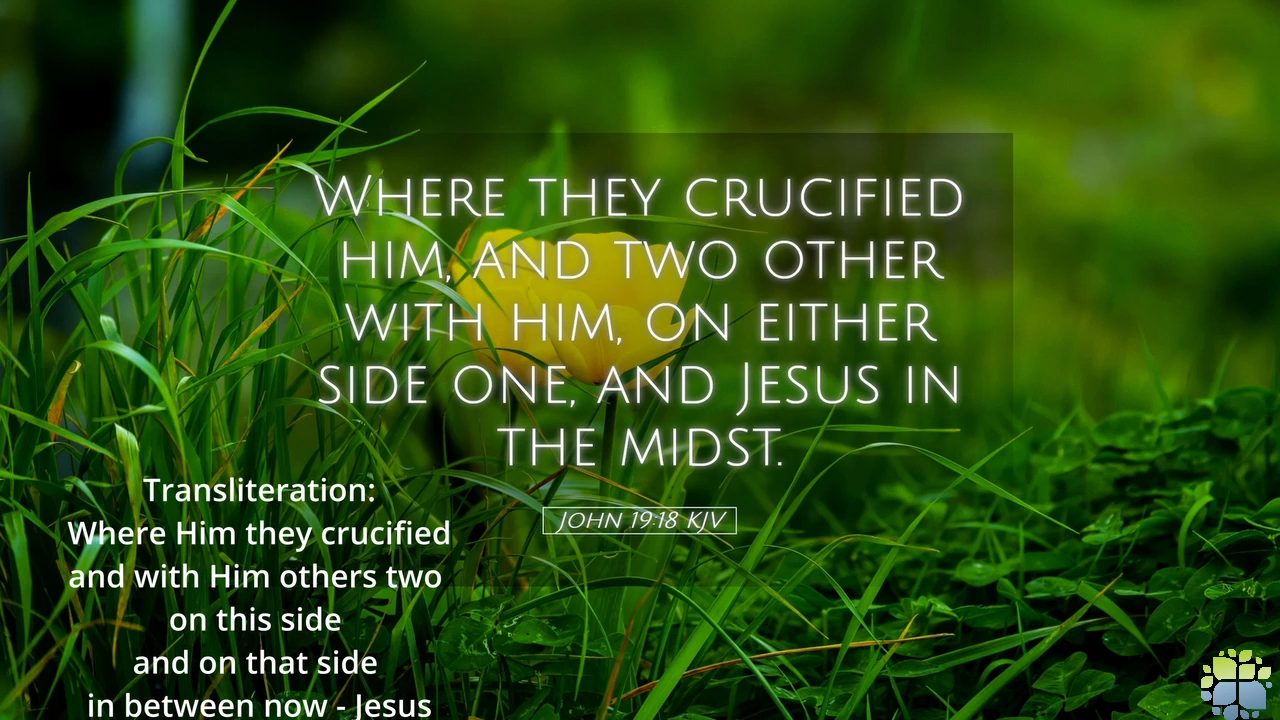 Where they crucified
him, and two other
with him, on either
side one, and Jesus in
the midst.
John 19:18 KJV
Transliteration:
Where Him they crucified
and with Him others two
on this side
and on that side
in between now - Jesus